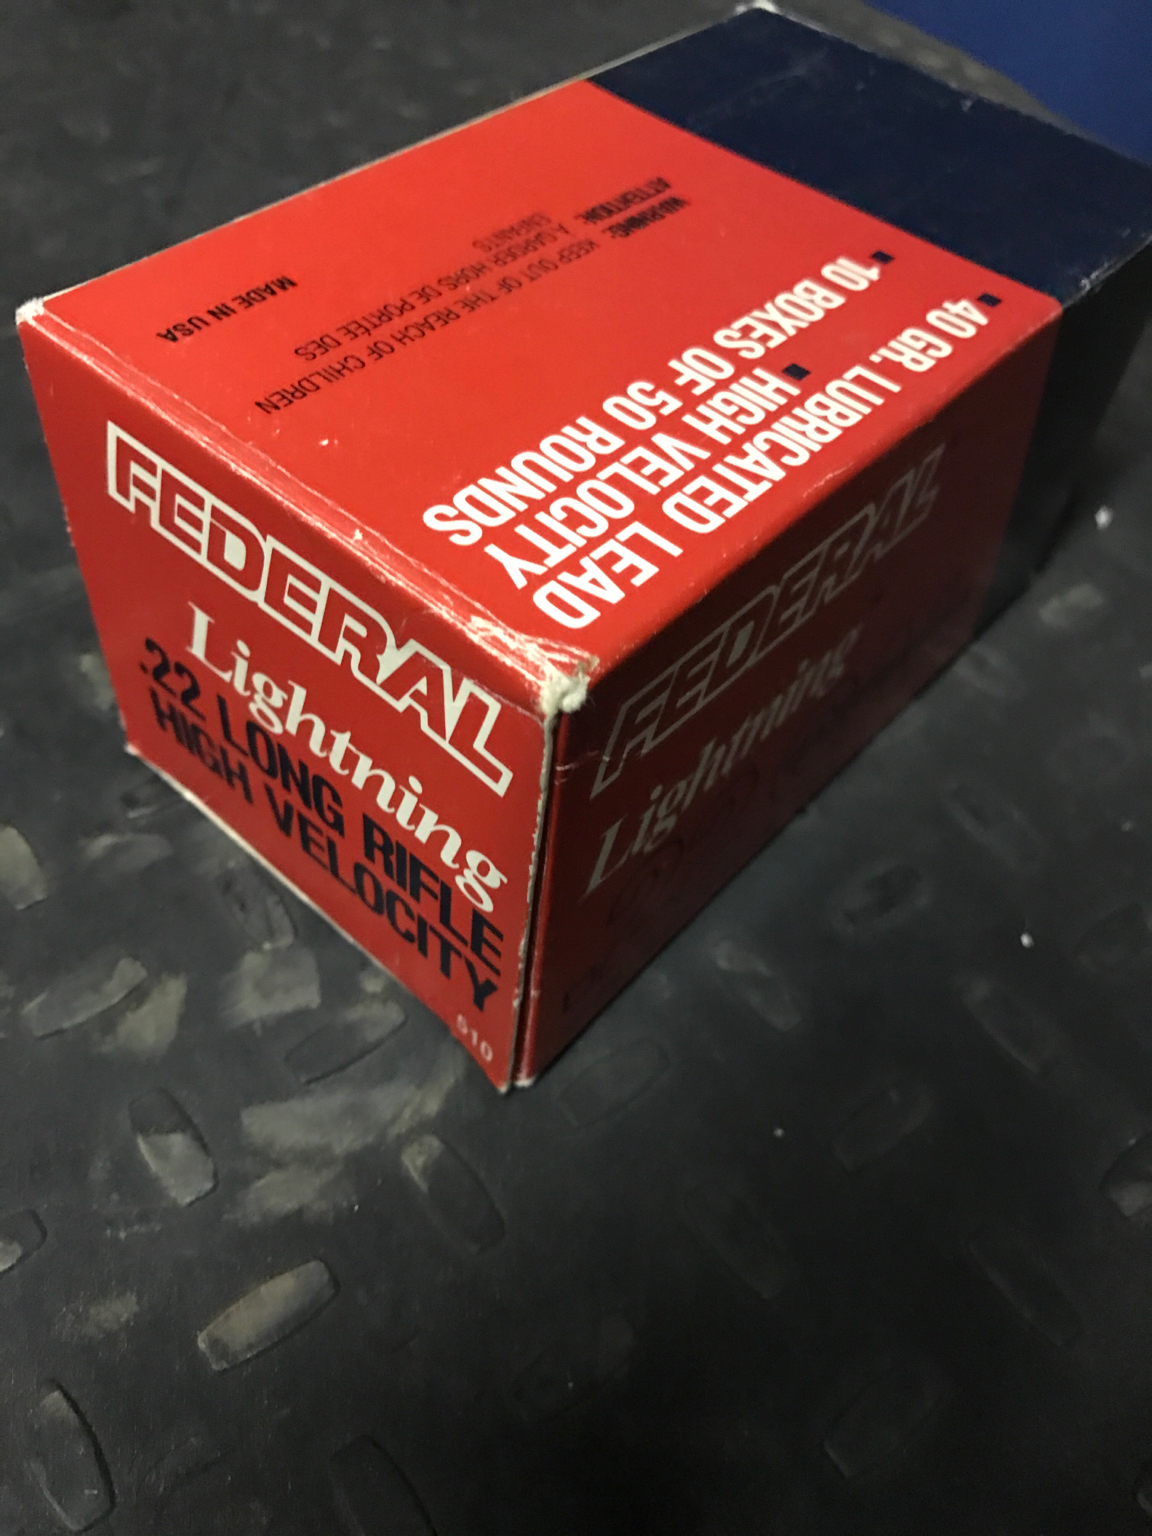 FEDERAL
Lightning
.22 LONG RIFLE
HIGH VELOCITY
510
▪ 40 GR. LUBRICATED LEAD
▪ HIGH VELOCITY
▪ 10 BOXES OF 50 ROUNDS
WARNING: KEEP OUT OF THE REACH OF CHILDREN
ATTENTION: A GARDER HORS DE PORTÉE DES
ENFANTS
MADE IN USA
FEDERAL
Lightning